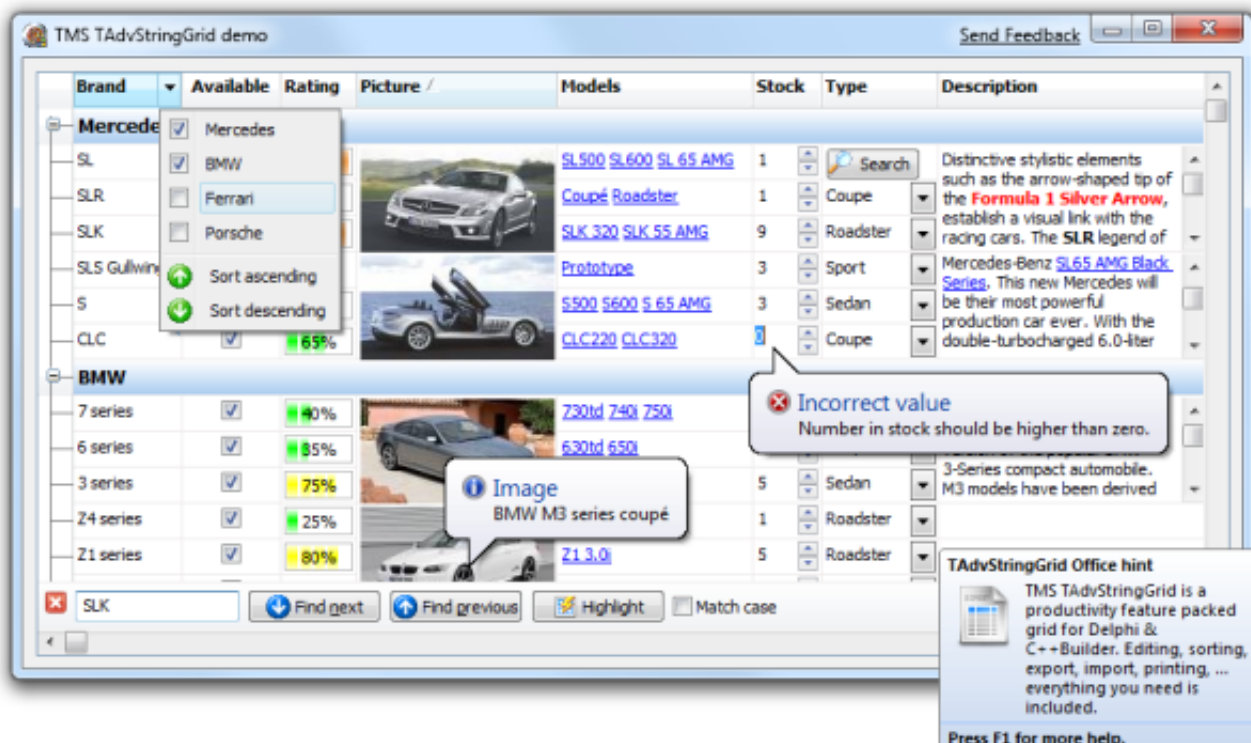 TMS TAdvStringGrid demo
Send Feedback
Brand Available Rating Picture Models Stock Type Description
Mercede
Mercedes
BMW
Ferrari
Porsche
Sort ascending
Sort descending
SL SL500 SL600 SL 65 AMG 1 Search
SLR Coupé Roadster 1 Coupe
SLK SLK 320 SLK 55 AMG 9 Roadster
Distinctive stylistic elements
such as the arrow-shaped tip of
the Formula 1 Silver Arrow,
establish a visual link with the
racing cars. The SLR legend of
SLS Gullwing Prototype 3 Sport
S S500 S600 S 65 AMG 3 Sedan
CLC 65% CLC220 CLC320 0 Coupe
Mercedes-Benz SL65 AMG Black
Series. This new Mercedes will
be their most powerful
production car ever. With the
double-turbocharged 6.0-liter
BMW
Incorrect value
Number in stock should be higher than zero.
7 series 40% 730td 740i 750i
6 series 35% 630td 650i
3 series 75% 5 Sedan
3-Series compact automobile.
M3 models have been derived
Image
BMW M3 series coupé
Z4 series 25% 1 Roadster
Z1 series 80% Z1 3.0i 5 Roadster
SLK Find next Find previous Highlight Match case
TAdvStringGrid Office hint
TMS TAdvStringGrid is a
productivity feature packed
grid for Delphi &
C++Builder. Editing, sorting,
export, import, printing, ...
everything you need is
included.
Press F1 for more help.